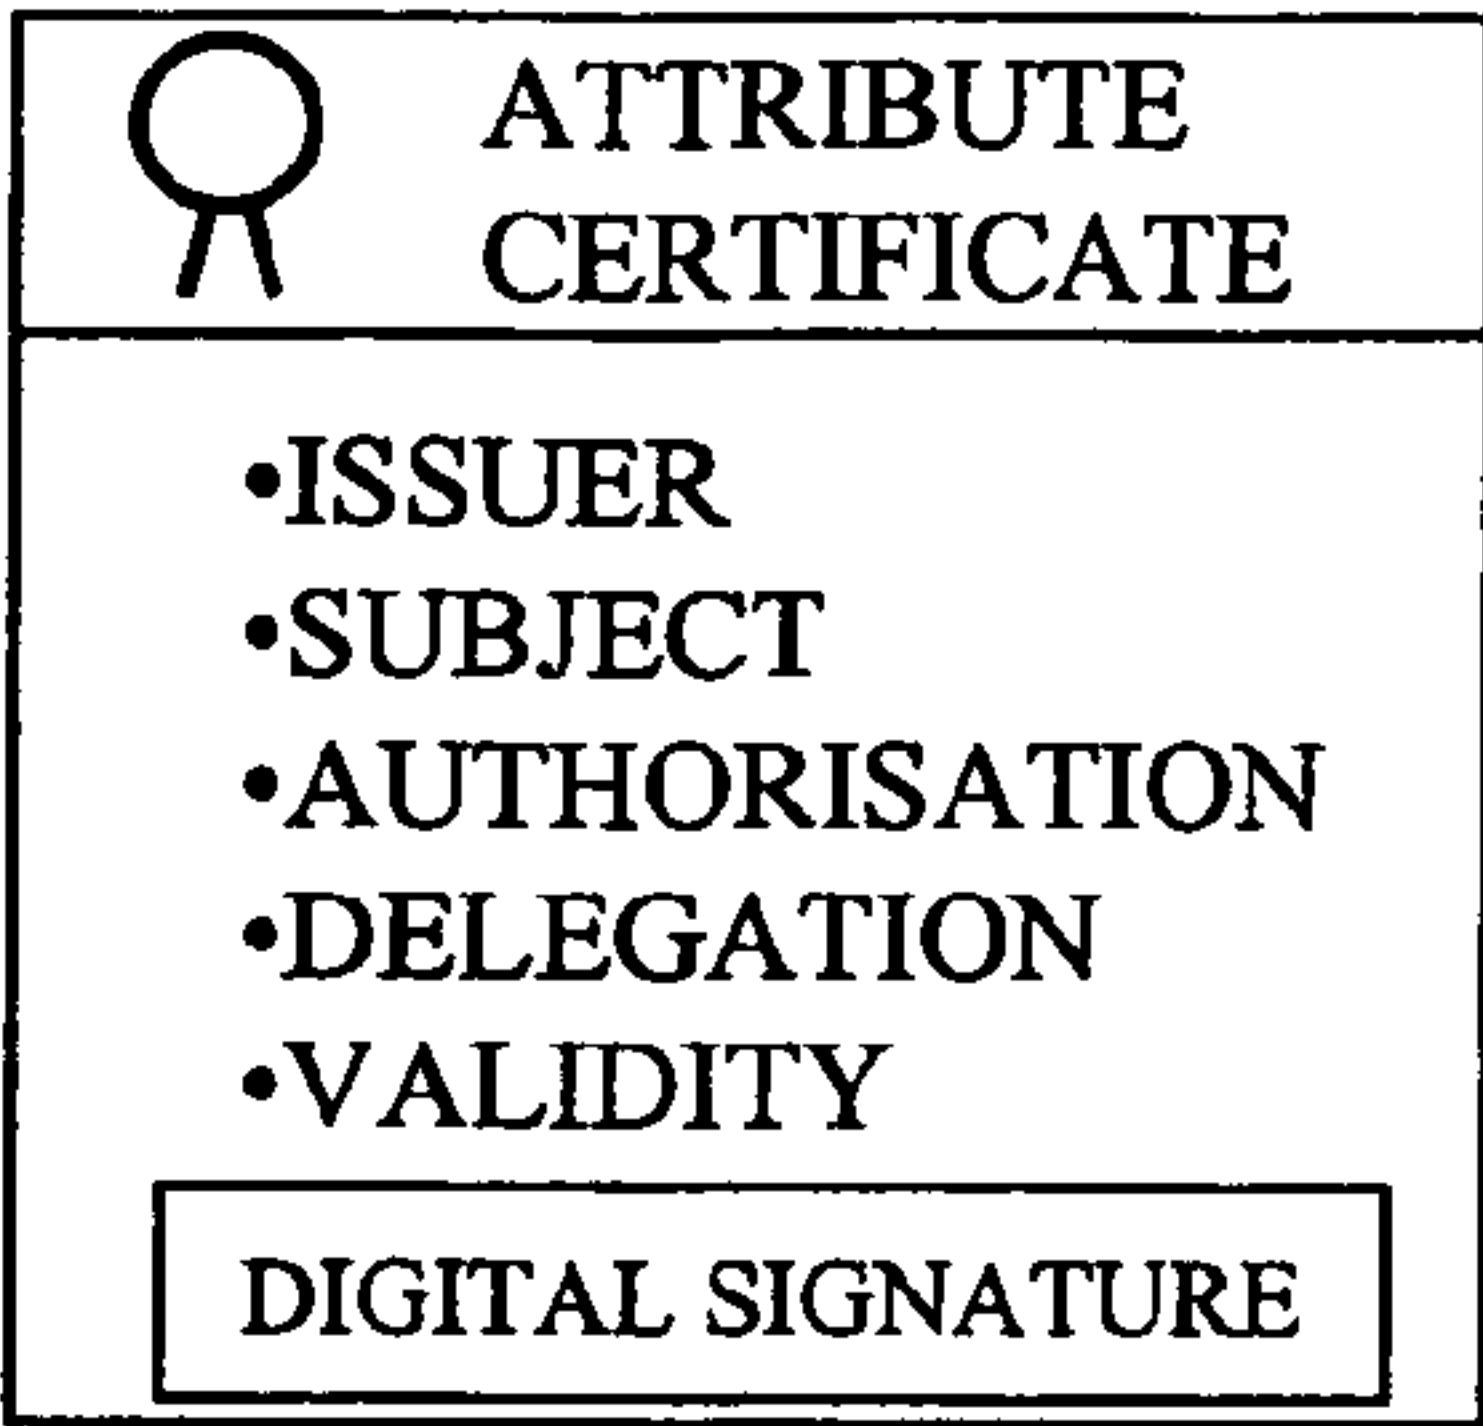 ATTRIBUTE
CERTIFICATE
•ISSUER
•SUBJECT
•AUTHORISATION
•DELEGATION
•VALIDITY
DIGITAL SIGNATURE